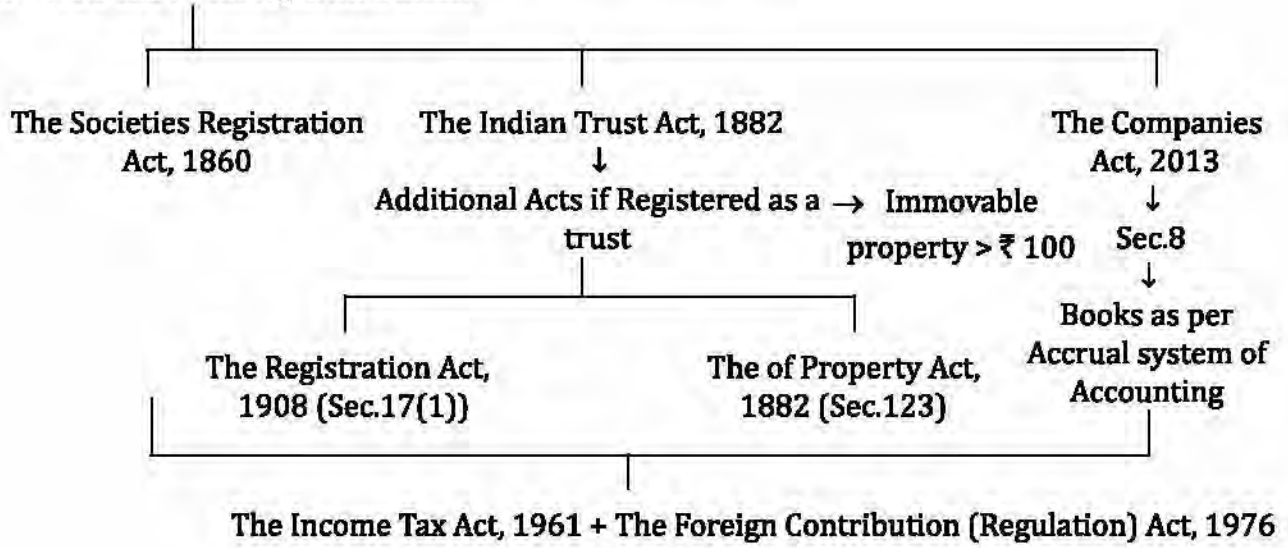 The Societies Registration
Act, 1860
The Indian Trust Act, 1882
↓
Additional Acts if Registered as a → Immovable
trust
property > ₹ 100
The Companies
Act, 2013
↓
Sec.8
↓
Books as per
Accrual system of
Accounting
The Registration Act,
1908 (Sec.17(1))
The of Property Act,
1882 (Sec.123)
The Income Tax Act, 1961 + The Foreign Contribution (Regulation) Act, 1976